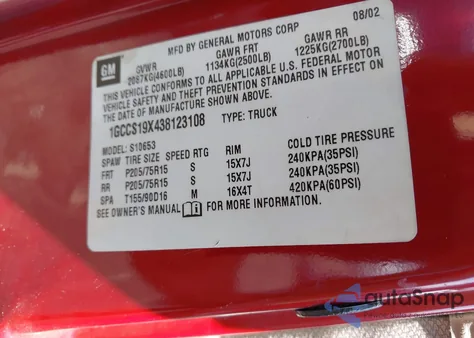 08/02
MFD BY GENERAL MOTORS CORP
GM
GVWR GAWR FRT GAWR RR
2087KG(4600LB) 1134KG(2500LB) 1225KG(2700LB)
THIS VEHICLE CONFORMS TO ALL APPLICABLE U.S. FEDERAL MOTOR
VEHICLE SAFETY AND THEFT PREVENTION STANDARDS IN EFFECT ON
THE DATE OF MANUFACTURE SHOWN ABOVE.
1GCCS19X438123108 TYPE: TRUCK
MODEL: S10653
SPAW TIRE SIZE SPEED RTG RIM COLD TIRE PRESSURE
FRT P205/75R15 S 15X7J 240KPA(35PSI)
RR P205/75R15 S 15X7J 240KPA(35PSI)
SPA T155/90D16 M 16X4T 420KPA(60PSI)
SEE OWNER'S MANUAL FOR MORE INFORMATION.
autoSnap